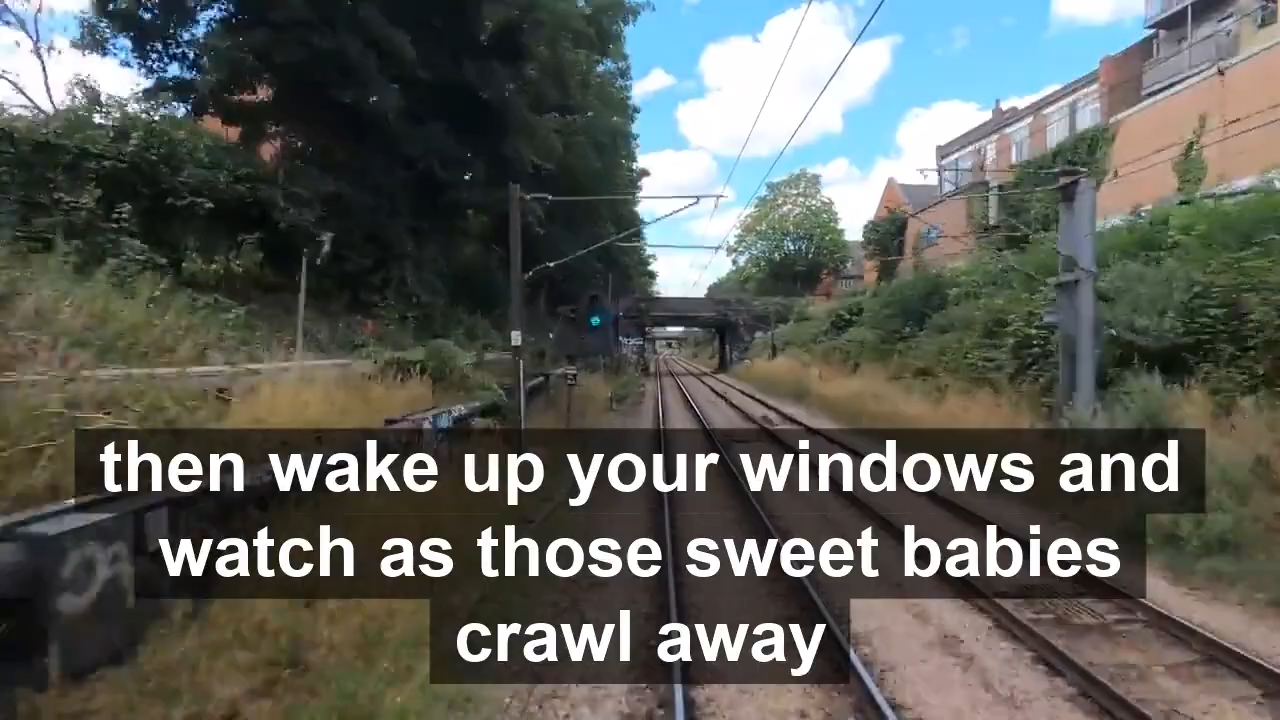 then wake up your windows and
watch as those sweet babies
crawl away